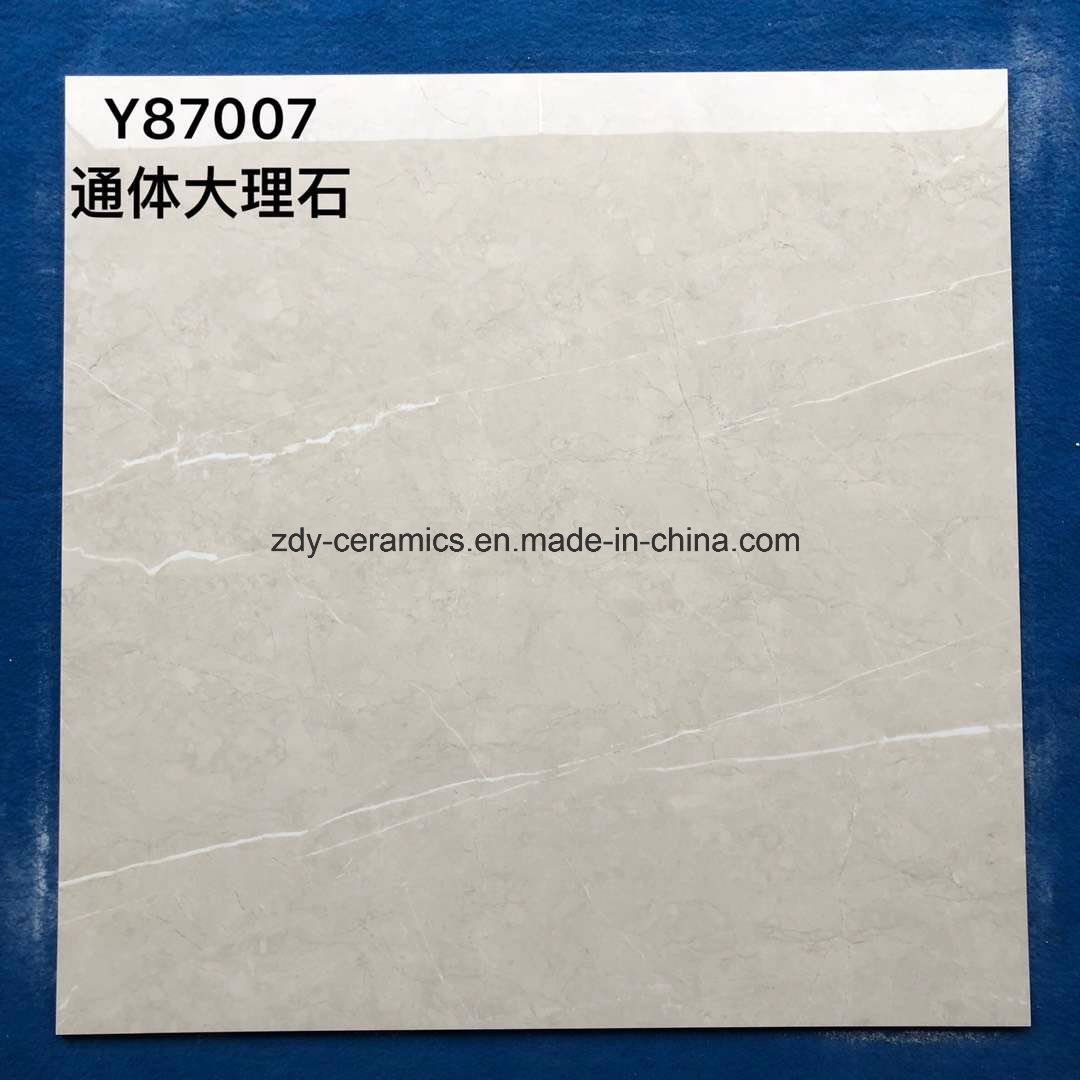 Y87007
通体大理石
zdy-ceramics.en.made-in-china.com